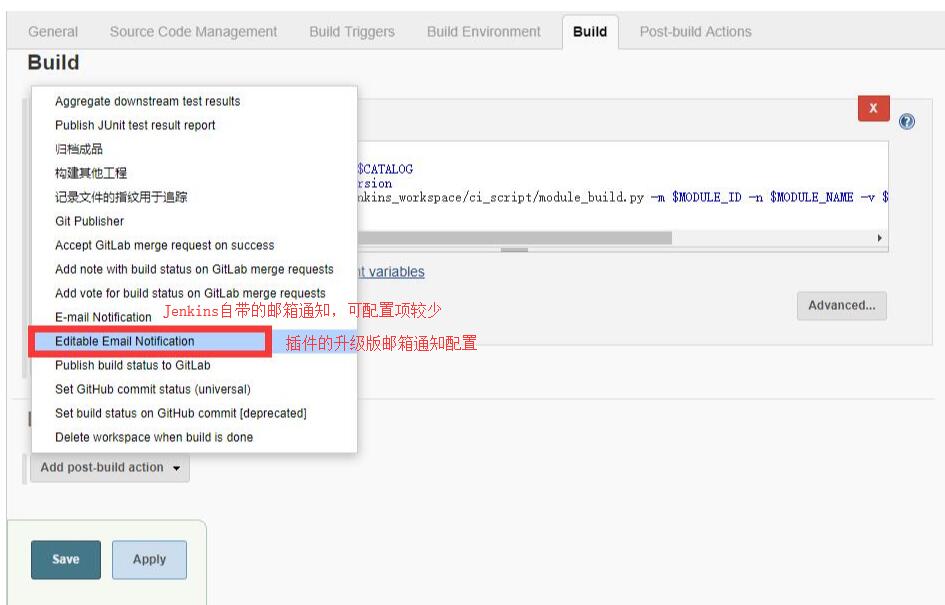 General Source Code Management Build Triggers Build Environment Build Post-build Actions
Build
Aggregate downstream test results
X
Publish JUnit test result report
归档成品
构建其他工程
$CATALOG
记录文件的指纹用于追踪
rsion
nkins_workspace/ci_script/module_build.py -m $MODULE_ID -n $MODULE_NAME -v $
Git Publisher
Accept GitLab merge request on success
Add note with build status on GitLab merge requests
t variables
Add vote for build status on GitLab merge requests
E-mail Notification
Jenkins自带的邮箱通知，可配置项较少
Advanced...
Editable Email Notification
插件的升级版邮箱通知配置
Publish build status to GitLab
Set GitHub commit status (universal)
Set build status on GitHub commit [deprecated]
Delete workspace when build is done
Add post-build action
Save Apply